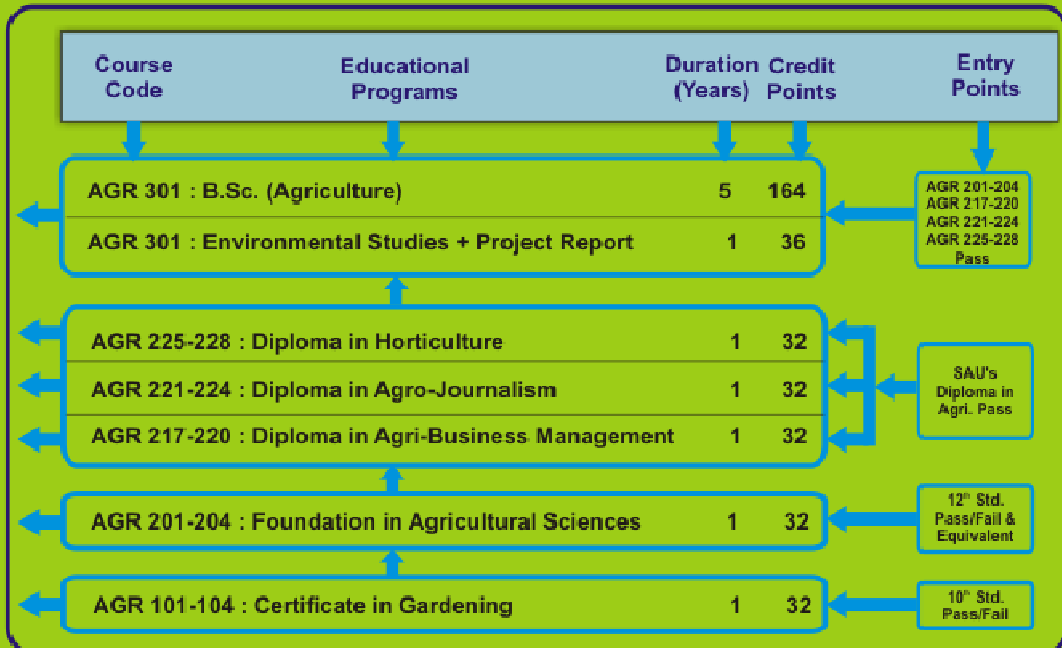 Course Code
Educational Programs
Duration (Years)
Credit Points
Entry Points
AGR 301 : B.Sc. (Agriculture) 5 164
AGR 301 : Environmental Studies + Project Report 1 36
AGR 201-204
AGR 217-220
AGR 221-224
AGR 225-228
Pass
AGR 225-228 : Diploma in Horticulture 1 32
AGR 221-224 : Diploma in Agro-Journalism 1 32
AGR 217-220 : Diploma in Agri-Business Management 1 32
SAU's
Diploma in
Agri. Pass
AGR 201-204 : Foundation in Agricultural Sciences 1 32
12th Std.
Pass/Fail &
Equivalent
AGR 101-104 : Certificate in Gardening 1 32
10th Std.
Pass/Fail